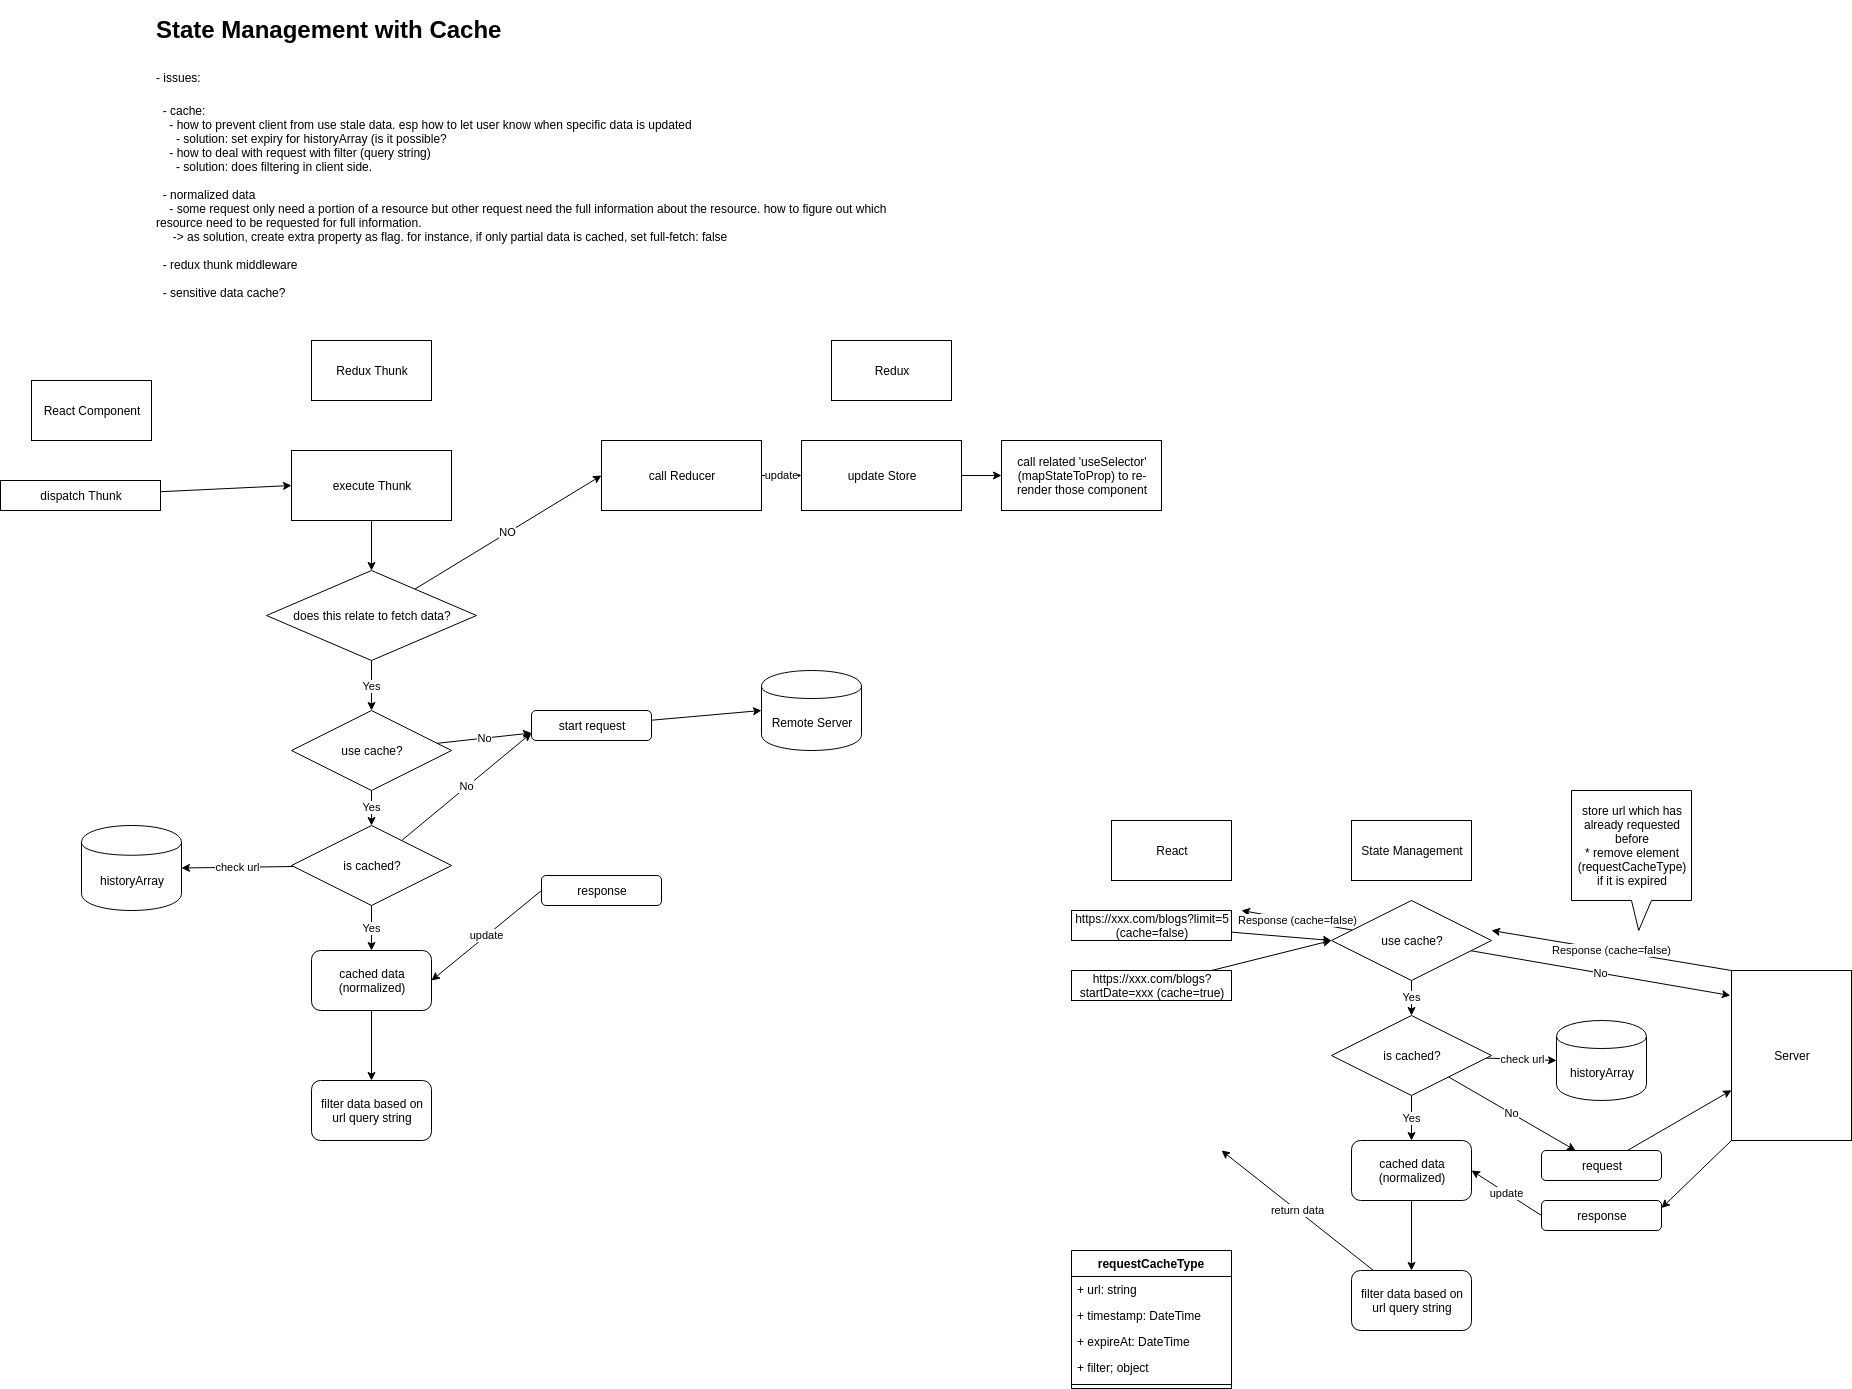 State Management with Cache
- issues:
- cache:
- how to prevent client from use stale data. esp how to let user know when specific data is updated
- solution: set expiry for historyArray (is it possible?
- how to deal with request with filter (query string)
- solution: does filtering in client side.
- normalized data
- some request only need a portion of a resource but other request need the full information about the resource. how to figure out which
resource need to be requested for full information.
-> as solution, create extra property as flag. for instance, if only partial data is cached, set full-fetch: false
- redux thunk middleware
- sensitive data cache?
React Component
Redux Thunk
Redux
dispatch Thunk
execute Thunk
call Reducer
update
update Store
call related 'useSelector'
(mapStateToProp) to re-
render those component
NO
does this relate to fetch data?
Yes
use cache?
No
start request
Remote Server
Yes
No
is cached?
check url
historyArray
Yes
response
update
cached data
(normalized)
filter data based on
url query string
React
State Management
store url which has
already requested
before
* remove element
(requestCacheType)
if it is expired
https://xxx.com/blogs?limit=5
(cache=false)
Response (cache=false)
use cache?
Response (cache=false)
No
https://xxx.com/blogs?
startDate=xxx (cache=true)
Yes
is cached?
check url
historyArray
Server
No
Yes
request
cached data
(normalized)
update
response
return data
filter data based on
url query string
requestCacheType
+ url: string
+ timestamp: DateTime
+ expireAt: DateTime
+ filter; object